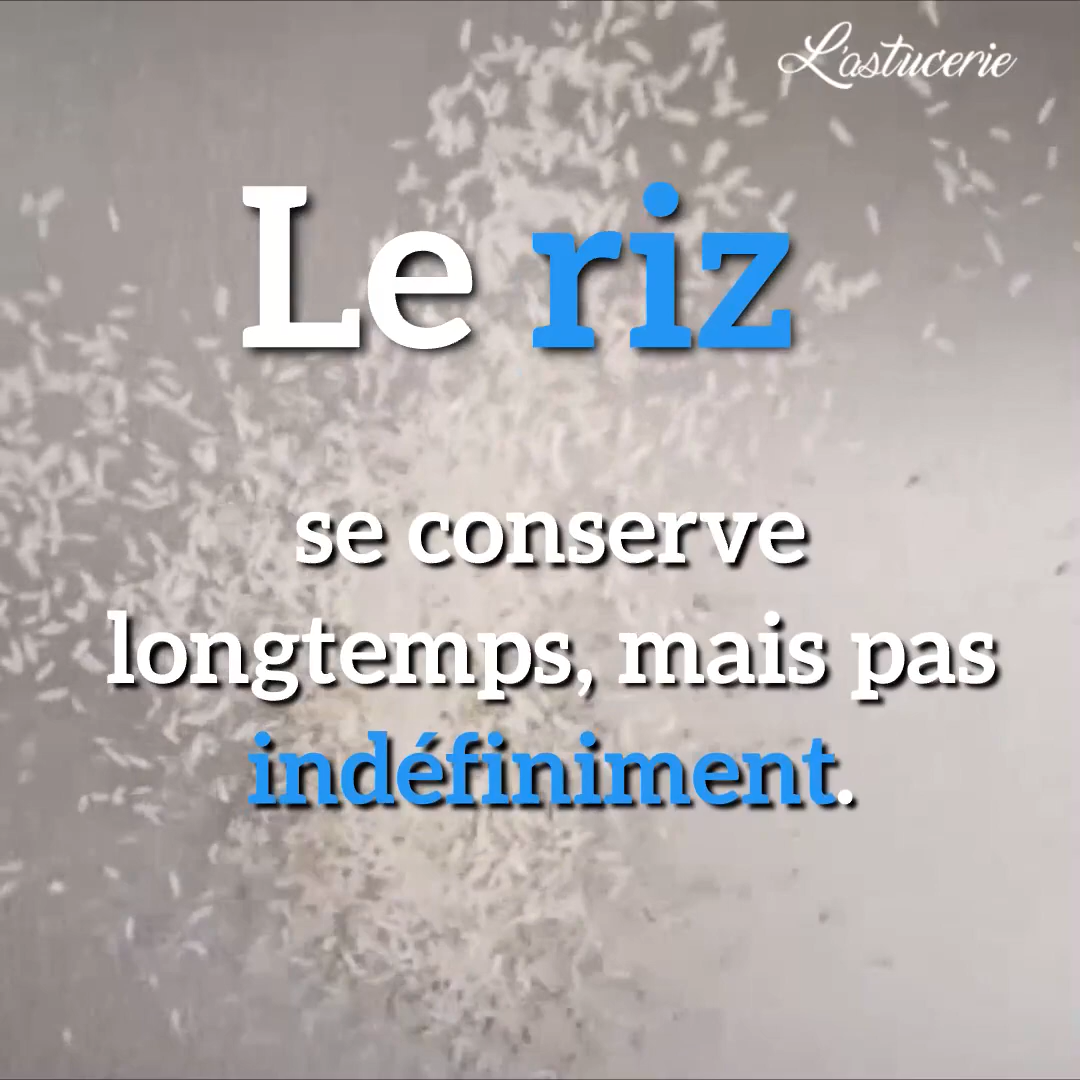 L'astucerie
Le riz
se conserve
longtemps, mais pas
indéfiniment.